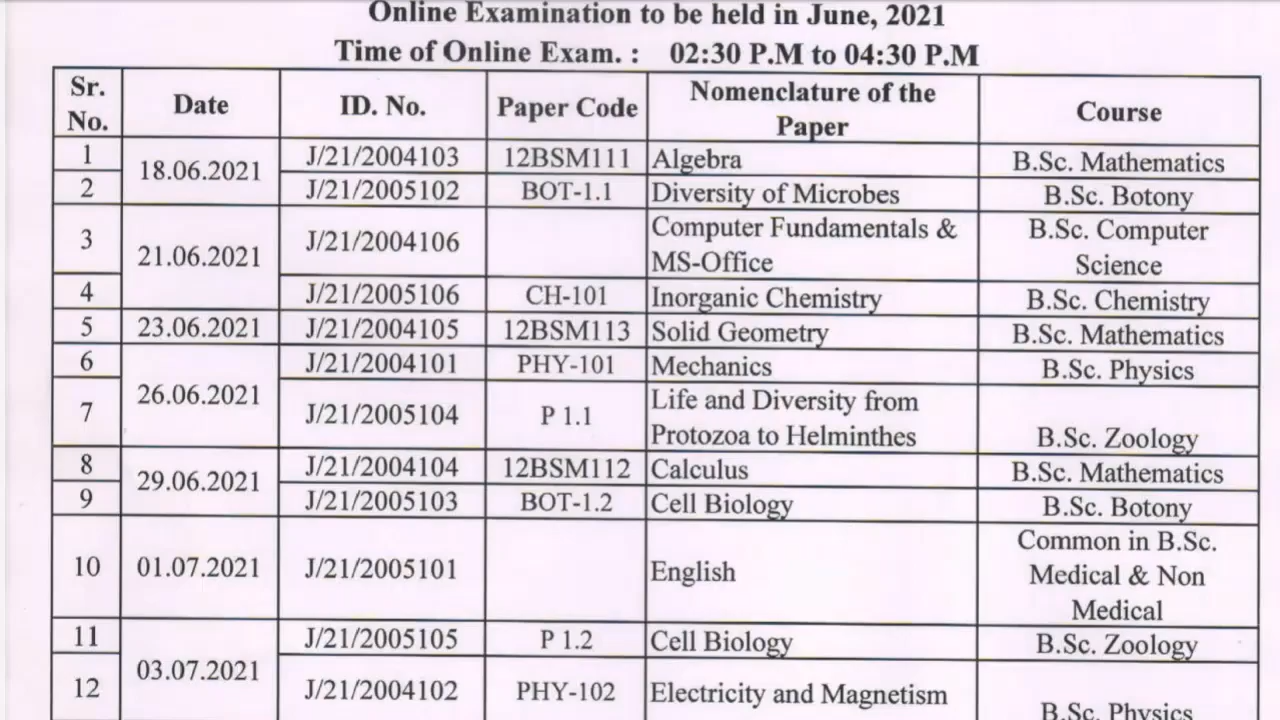 Online Examination to be held in June, 2021
Time of Online Exam. : 02:30 P.M to 04:30 P.M
Sr. No. Date ID. No. Paper Code Nomenclature of the Paper Course
1 18.06.2021 J/21/2004103 12BSM111 Algebra B.Sc. Mathematics
2 J/21/2005102 BOT-1.1 Diversity of Microbes B.Sc. Botony
3 21.06.2021 J/21/2004106 Computer Fundamentals & MS-Office B.Sc. Computer Science
4 J/21/2005106 CH-101 Inorganic Chemistry B.Sc. Chemistry
5 23.06.2021 J/21/2004105 12BSM113 Solid Geometry B.Sc. Mathematics
6 26.06.2021 J/21/2004101 PHY-101 Mechanics B.Sc. Physics
7 J/21/2005104 P 1.1 Life and Diversity from Protozoa to Helminthes B.Sc. Zoology
8 29.06.2021 J/21/2004104 12BSM112 Calculus B.Sc. Mathematics
9 J/21/2005103 BOT-1.2 Cell Biology B.Sc. Botony
10 01.07.2021 J/21/2005101 English Common in B.Sc. Medical & Non Medical
11 03.07.2021 J/21/2005105 P 1.2 Cell Biology B.Sc. Zoology
12 J/21/2004102 PHY-102 Electricity and Magnetism B.Sc. Physics